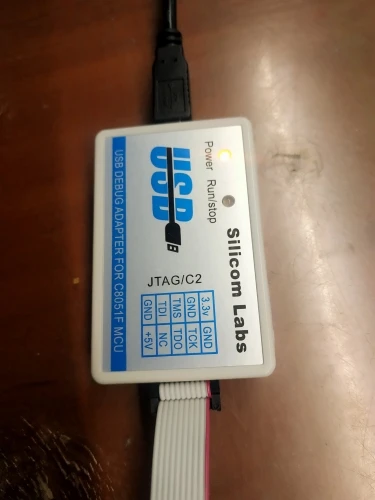 Silicom Labs
Power Run/stop
USB
JTAG/C2
3.3v GND
GND TCK
TMS TDO
TDI NC
GND +5V
USB DEBUG ADAPTER FOR C8051F MCU